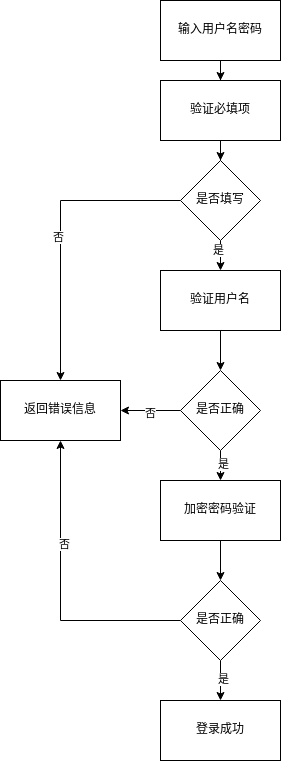 输入用户名密码
验证必填项
是否填写
否
是
验证用户名
返回错误信息
否
是否正确
是
加密密码验证
否
是否正确
是
登录成功